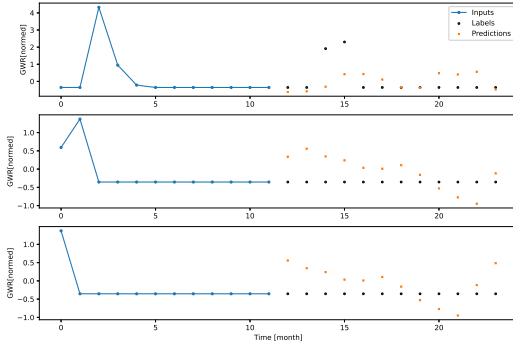 4
3
2
1
0
GWR[normed]
Inputs
Labels
Predictions
0 5 10 15 20
1.0
0.5
0.0
−0.5
−1.0
GWR[normed]
0 5 10 15 20
1.0
0.5
0.0
−0.5
−1.0
GWR[normed]
0 5 10 15 20
Time [month]